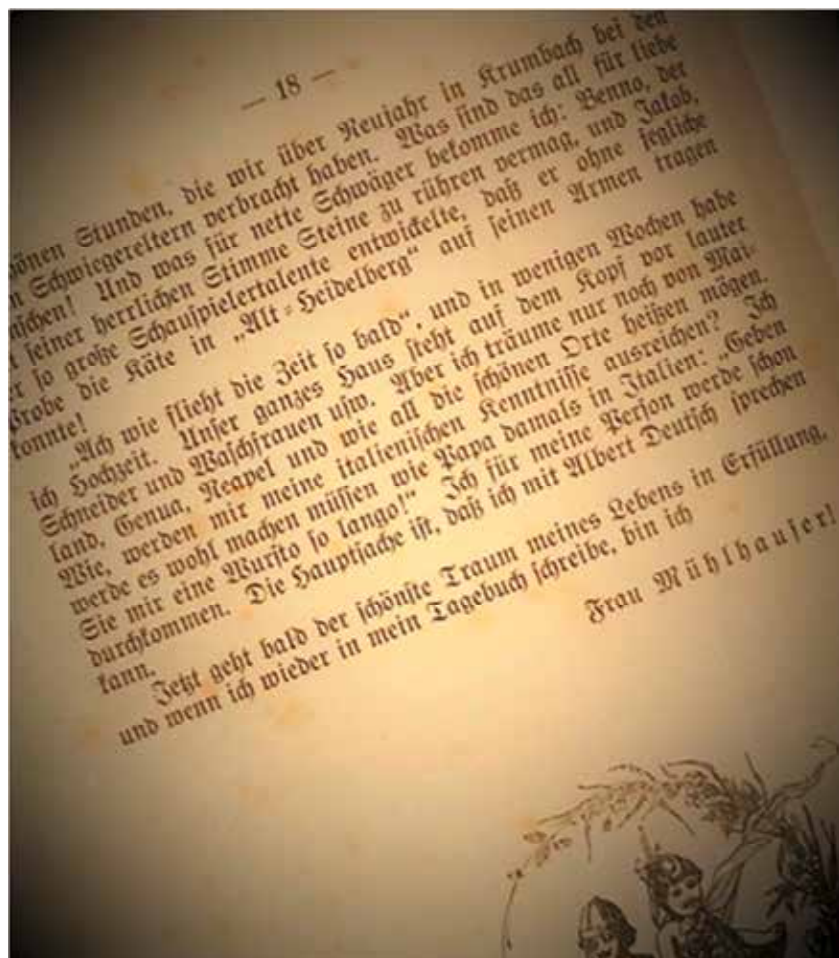 — 18 —
schönen Stunden, die wir über Neujahr in Krumbach bei den
Schwiegereltern verbracht haben. Was sind das all für liebe
Und was für nette Schwäger bekomme ich: Benno, der
seiner herrlichen Stimme Steine zu rühren vermag, und Jakob,
so große Schauspielertalente entwickelte, daß er ohne jegliche
Probe die Käte in „Alt-Heidelberg“ auf seinen Armen tragen
konnte!
„Ach wie flieht die Zeit so bald“, und in wenigen Wochen habe
ich Hochzeit. Unser ganzes Haus steht auf dem Kopf vor lauter
Schneider und Waschfrauen usw. Aber ich träume nur noch von Mai-
land, Genua, Neapel und wie all die schönen Orte heißen mögen.
Wie, werden mir meine italienischen Kenntnisse ausreichen? Ich
werde es wohl machen müssen wie Papa damals in Italien: „Geben
Sie mir eine Wursto so lango!“ Ich für meine Person werde schon
durchkommen. Die Hauptsache ist, daß ich mit Albert Deutsch sprechen
kann.
Jetzt geht bald der schönste Traum meines Lebens in Erfüllung,
und wenn ich wieder in mein Tagebuch schreibe, bin ich
Frau Mühlhauser!